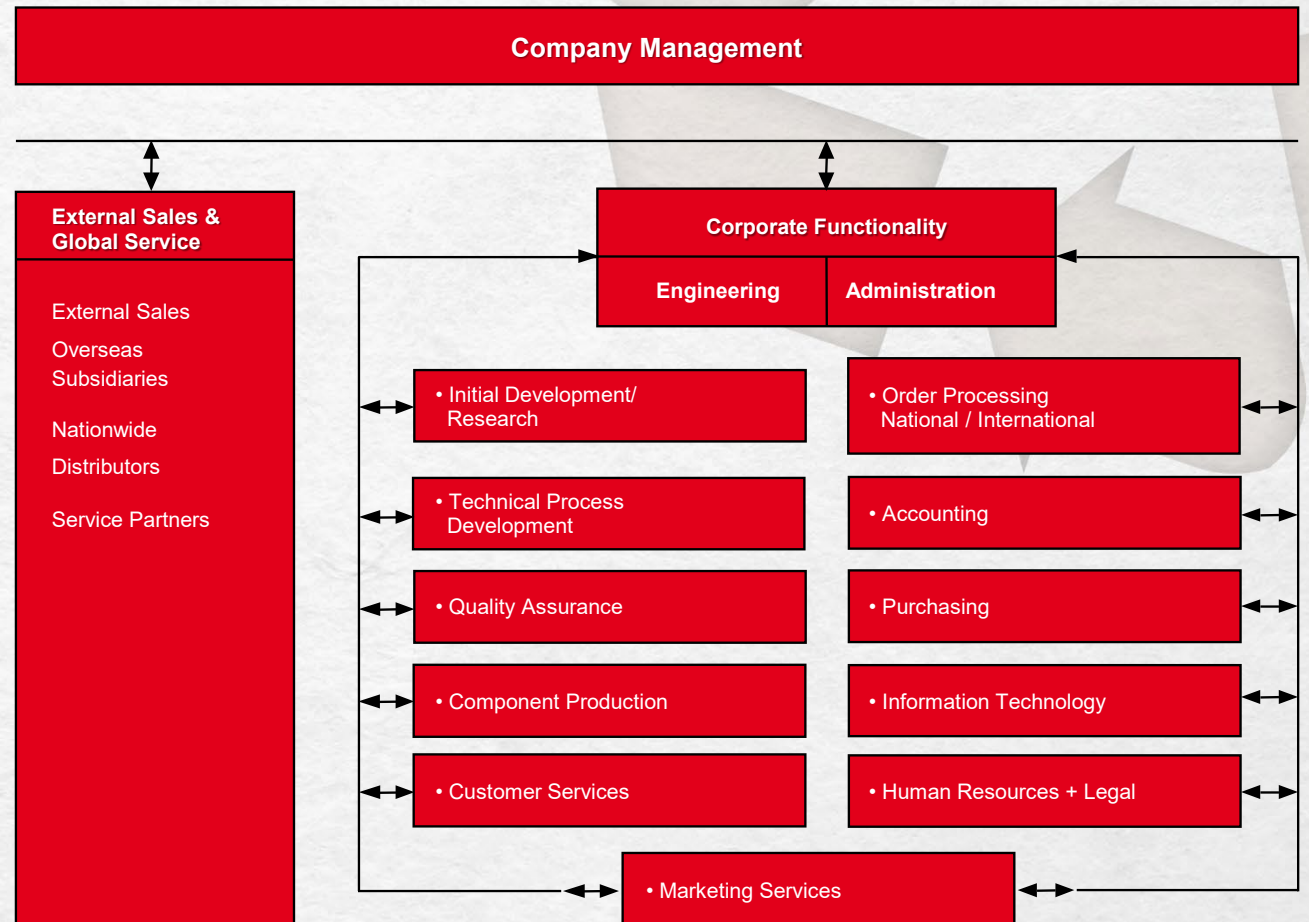 Company Management
External Sales &
Global Service
External Sales
Overseas
Subsidiaries
Nationwide
Distributors
Service Partners
Corporate Functionality
Engineering
Administration
• Initial Development/
Research
• Technical Process
Development
• Quality Assurance
• Component Production
• Customer Services
• Order Processing
National / International
• Accounting
• Purchasing
• Information Technology
• Human Resources + Legal
• Marketing Services